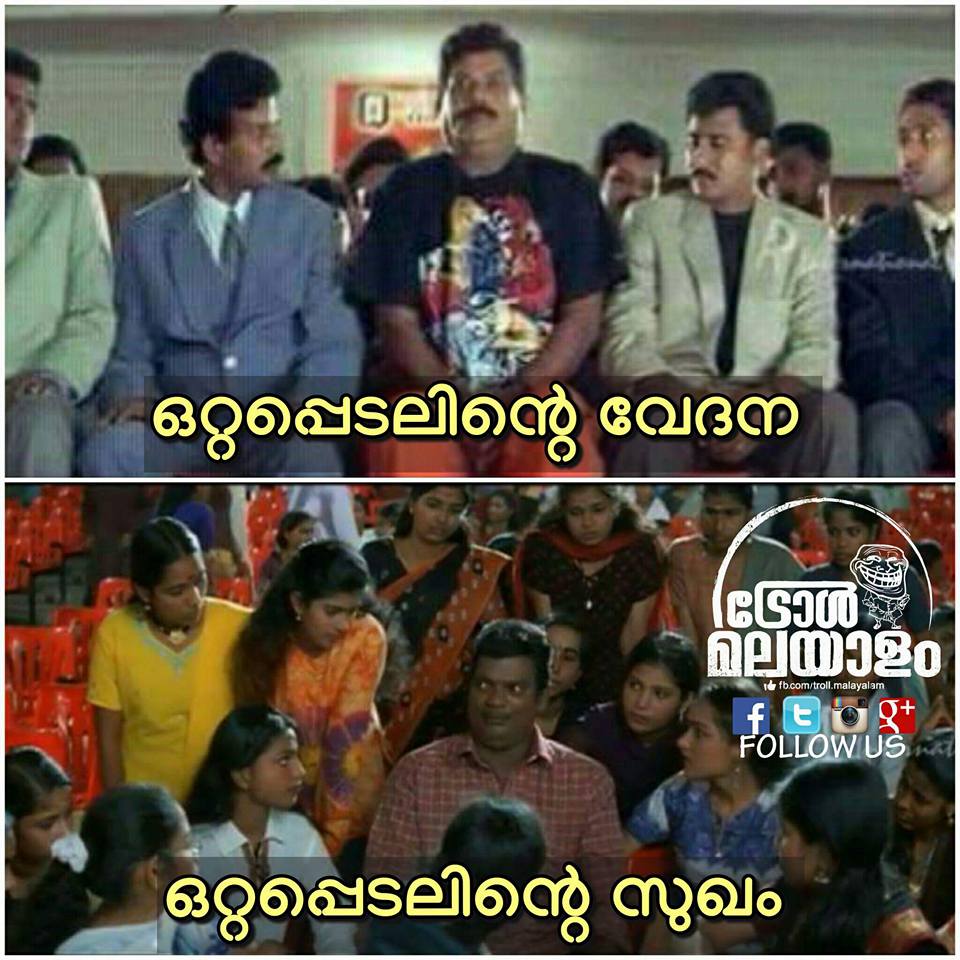 ഒറ്റപ്പെടലിന്റെ വേദന
ട്രോൾ
മലയാളം
fb.com/troll.malayalam
f t g+
FOLLOW US
ഒറ്റപ്പെടലിന്റെ സുഖം